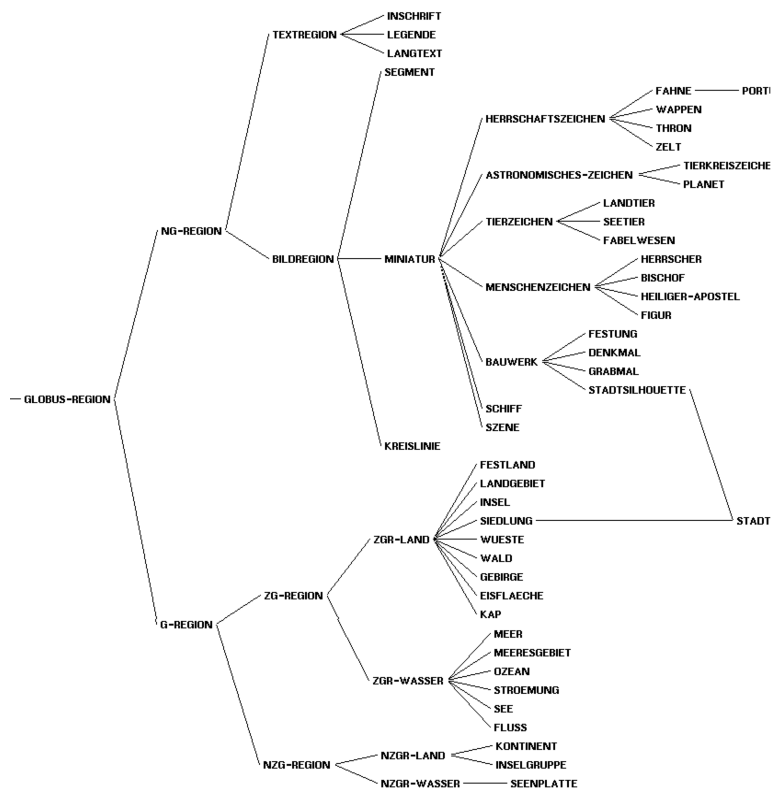 INSCHRIFT
TEXTREGION
LEGENDE
LANGTEXT
SEGMENT
FAHNE
HERRSCHAFTSZEICHEN
WAPPEN
THRON
ZELT
TIERKREISZEICHE
ASTRONOMISCHES-ZEICHEN
PLANET
LANDTIER
TIERZEICHEN
SEETIER
NG-REGION
FABELWESEN
BILDREGION
MINIATUR
HERRSCHER
BISCHOF
MENSCHENZEICHEN
HEILIGER-APOSTEL
FIGUR
FESTUNG
DENKMAL
BAUWERK
GRABMAL
STADTSILHOUETTE
GLOBUS-REGION
SCHIFF
SZENE
KREISLINIE
FESTLAND
LANDGEBIET
INSEL
SIEDLUNG
STADT
ZGR-LAND
WUESTE
WALD
GEBIRGE
ZG-REGION
EISFLAECHE
KAP
G-REGION
MEER
MEERESGEBIET
OZEAN
ZGR-WASSER
STROEMUNG
SEE
FLUSS
KONTINENT
NZGR-LAND
NZG-REGION
INSELGRUPPE
NZGR-WASSER
SEENPLATTE